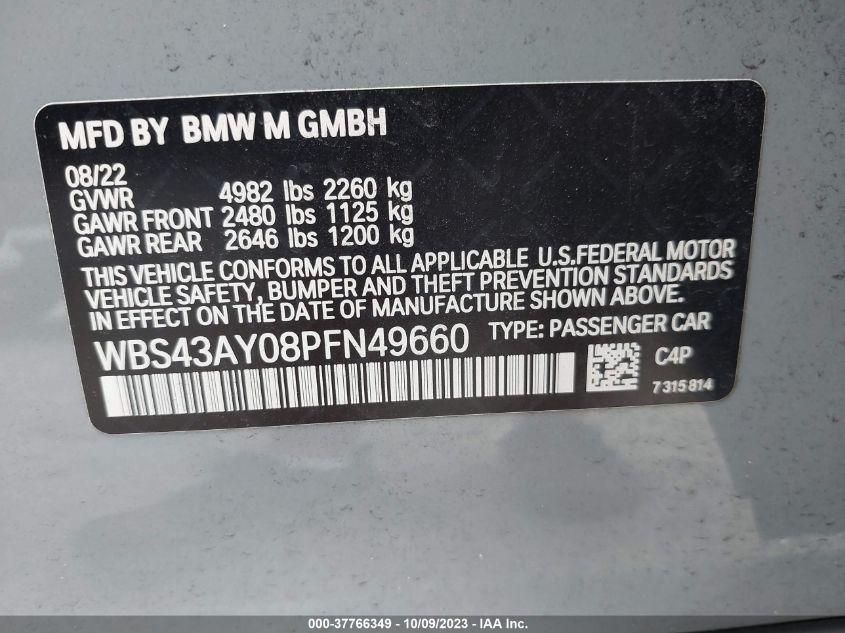 MFD BY BMW M GMBH
08/22
GVWR 4982 lbs 2260 kg
GAWR FRONT 2480 lbs 1125 kg
GAWR REAR 2646 lbs 1200 kg
THIS VEHICLE CONFORMS TO ALL APPLICABLE U.S.FEDERAL MOTOR
VEHICLE SAFETY, BUMPER AND THEFT PREVENTION STANDARDS
IN EFFECT ON THE DATE OF MANUFACTURE SHOWN ABOVE.
WBS43AY08PFN49660 TYPE: PASSENGER CAR
C4P
7315814
000-37766349 - 10/09/2023 - IAA Inc.